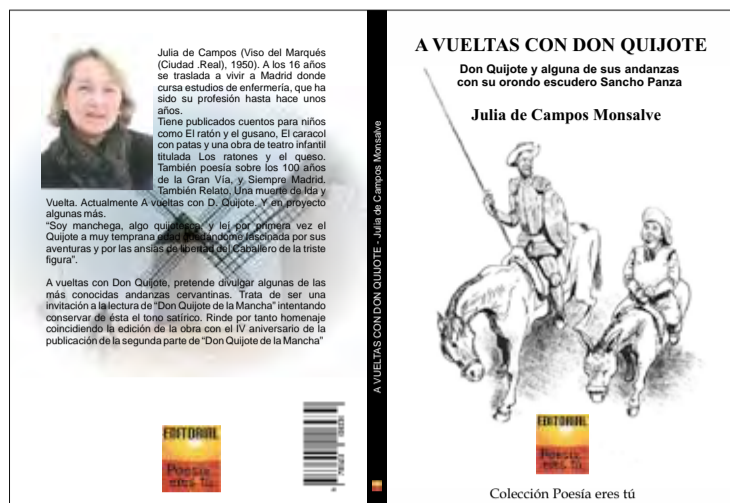 Julia de Campos (Viso del Marqués
(Ciudad .Real), 1950). A los 16 años
se traslada a vivir a Madrid donde
cursa estudios de enfermería, que ha
sido su profesión hasta hace unos
años.
Tiene publicados cuentos para niños
como El ratón y el gusano, El caracol
con patas y una obra de teatro infantil
titulada Los ratones y el queso.
También poesía sobre los 100 años
de la Gran Vía, y Siempre Madrid.
También Relato, Una muerte de Ida y
Vuelta. Actualmente A vueltas con D. Quijote. Y en proyecto
algunas más.
“Soy manchega, algo quijotesca, y leí por primera vez el
Quijote a muy temprana edad quedándome fascinada por sus
aventuras y por las ansias de libertad del Caballero de la triste
figura”.
A vueltas con Don Quijote, pretende divulgar algunas de las
más conocidas andanzas cervantinas. Trata de ser una
invitación a la lectura de “Don Quijote de la Mancha” intentando
conservar de ésta el tono satírico. Rinde por tanto homenaje
coincidiendo la edición de la obra con el IV aniversario de la
publicación de la segunda parte de “Don Quijote de la Mancha”
EDITORIAL
Poesía
eres tú
A VUELTAS CON DON QUIJOTE - Julia de Campos Monsalve
A VUELTAS CON DON QUIJOTE
Don Quijote y alguna de sus andanzas
con su orondo escudero Sancho Panza
Julia de Campos Monsalve
EDITORIAL
Poesía
eres tú
Colección Poesía eres tú